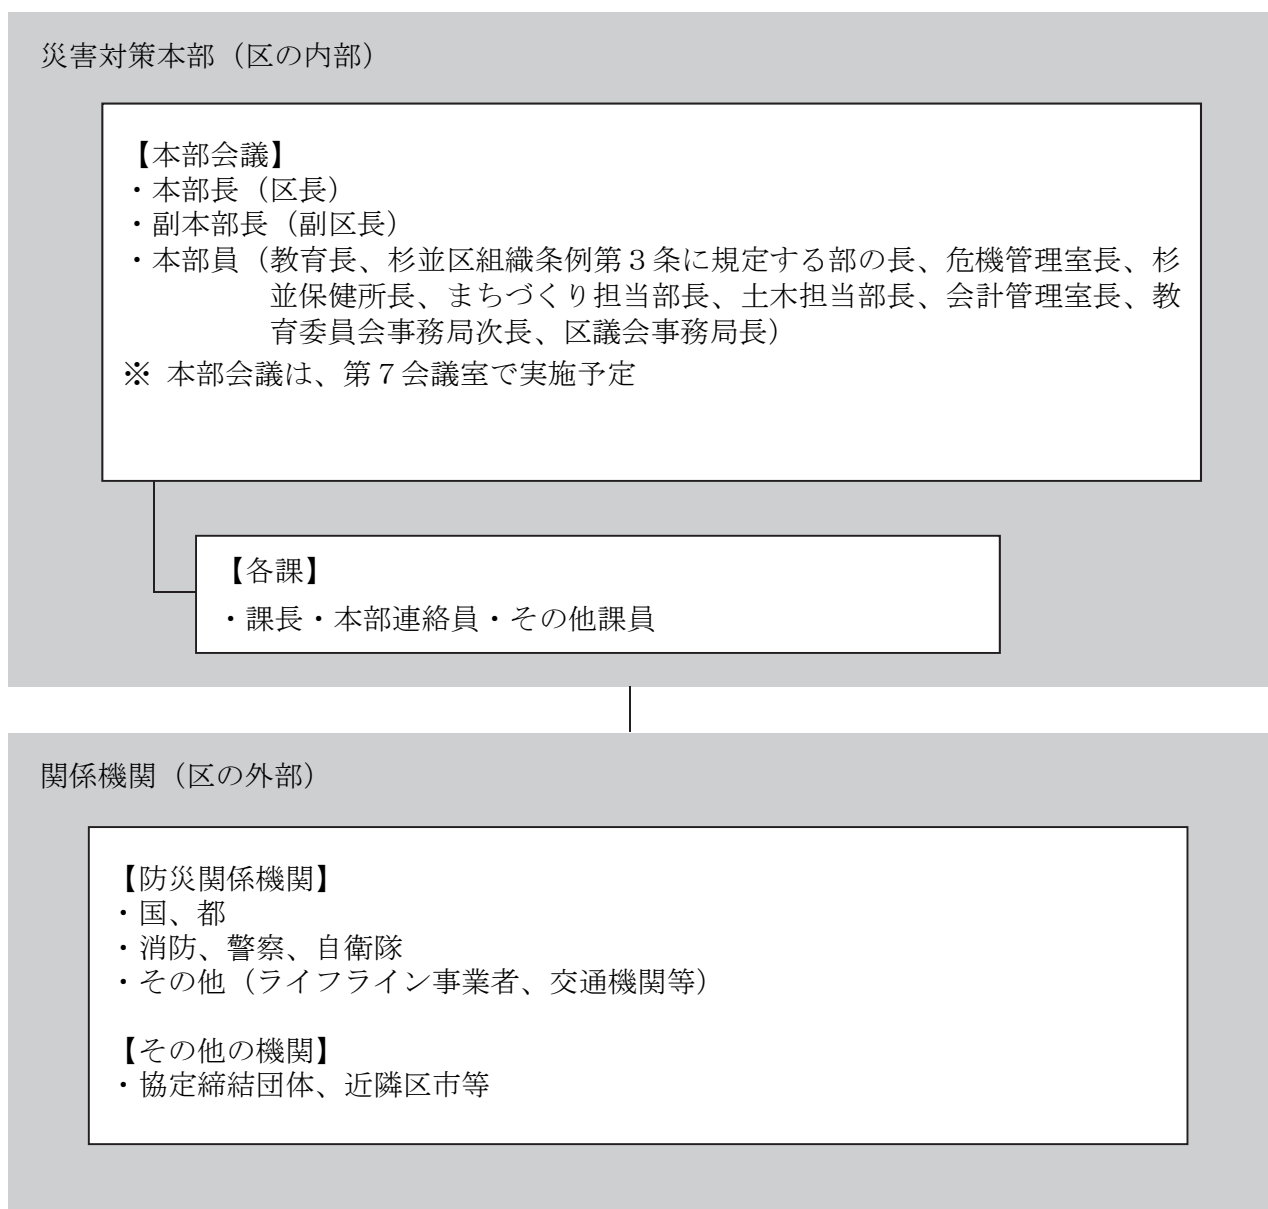 災害対策本部（区の内部）
【本部会議】
・本部長（区長）
・副本部長（副区長）
・本部員（教育長、杉並区組織条例第３条に規定する部の長、危機管理室長、杉
並保健所長、まちづくり担当部長、土木担当部長、会計管理室長、教
育委員会事務局次長、区議会事務局長）
※ 本部会議は、第７会議室で実施予定
【各課】
・課長・本部連絡員・その他課員
関係機関（区の外部）
【防災関係機関】
・国、都
・消防、警察、自衛隊
・その他（ライフライン事業者、交通機関等）
【その他の機関】
・協定締結団体、近隣区市等